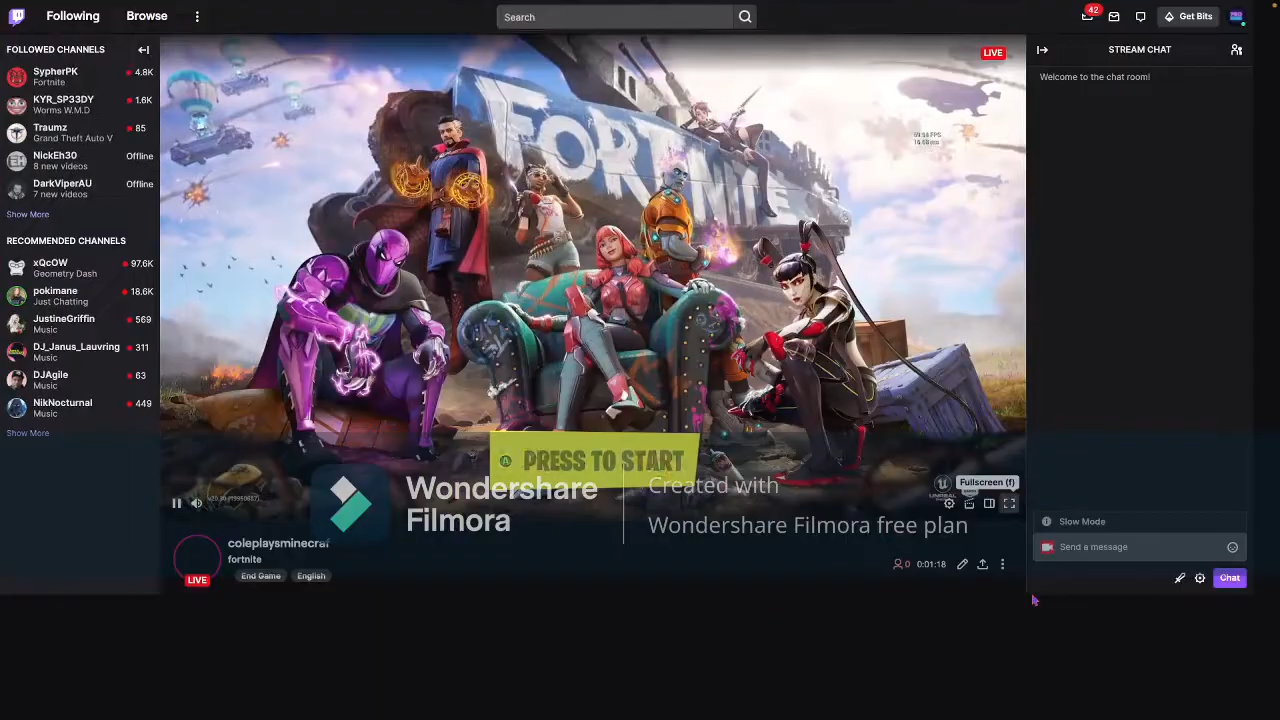 Following
Browse
Search
42
Get Bits
FOLLOWED CHANNELS
SypherPK
4.8K
Fortnite
KYR_SP33DY
1.6K
Worms W.M.D
Traumz
85
Grand Theft Auto V
NickEh30
Offline
8 new videos
DarkViperAU
Offline
7 new videos
Show More
RECOMMENDED CHANNELS
xQcOW
97.6K
Geometry Dash
pokimane
18.6K
Just Chatting
JustineGriffin
569
Music
DJ_Janus_Lauvring
311
Music
DJAgile
63
Music
NikNocturnal
449
Music
Show More
LIVE
FORTNITE
PRESS TO START
Fullscreen (f)
Wondershare
Filmora
Created with
Wondershare Filmora free plan
coleplaysminecraf
fortnite
LIVE
End Game
English
0
0:01:18
STREAM CHAT
Welcome to the chat room!
Slow Mode
Send a message
Chat